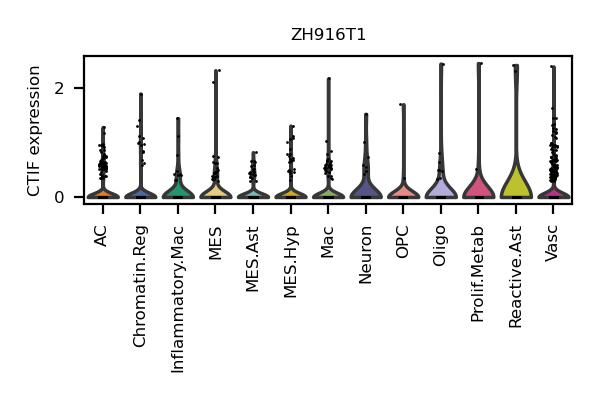 ZH916T1
CTIF expression
2
0
AC
Chromatin.Reg
Inflammatory.Mac
MES
MES.Ast
MES.Hyp
Mac
Neuron
OPC
Oligo
Prolif.Metab
Reactive.Ast
Vasc